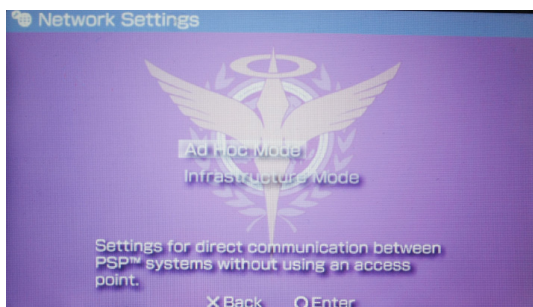 Network Settings
Ad Hoc Mode
Infrastructure Mode
Settings for direct communication between
PSP™ systems without using an access
point.
X Back O Enter